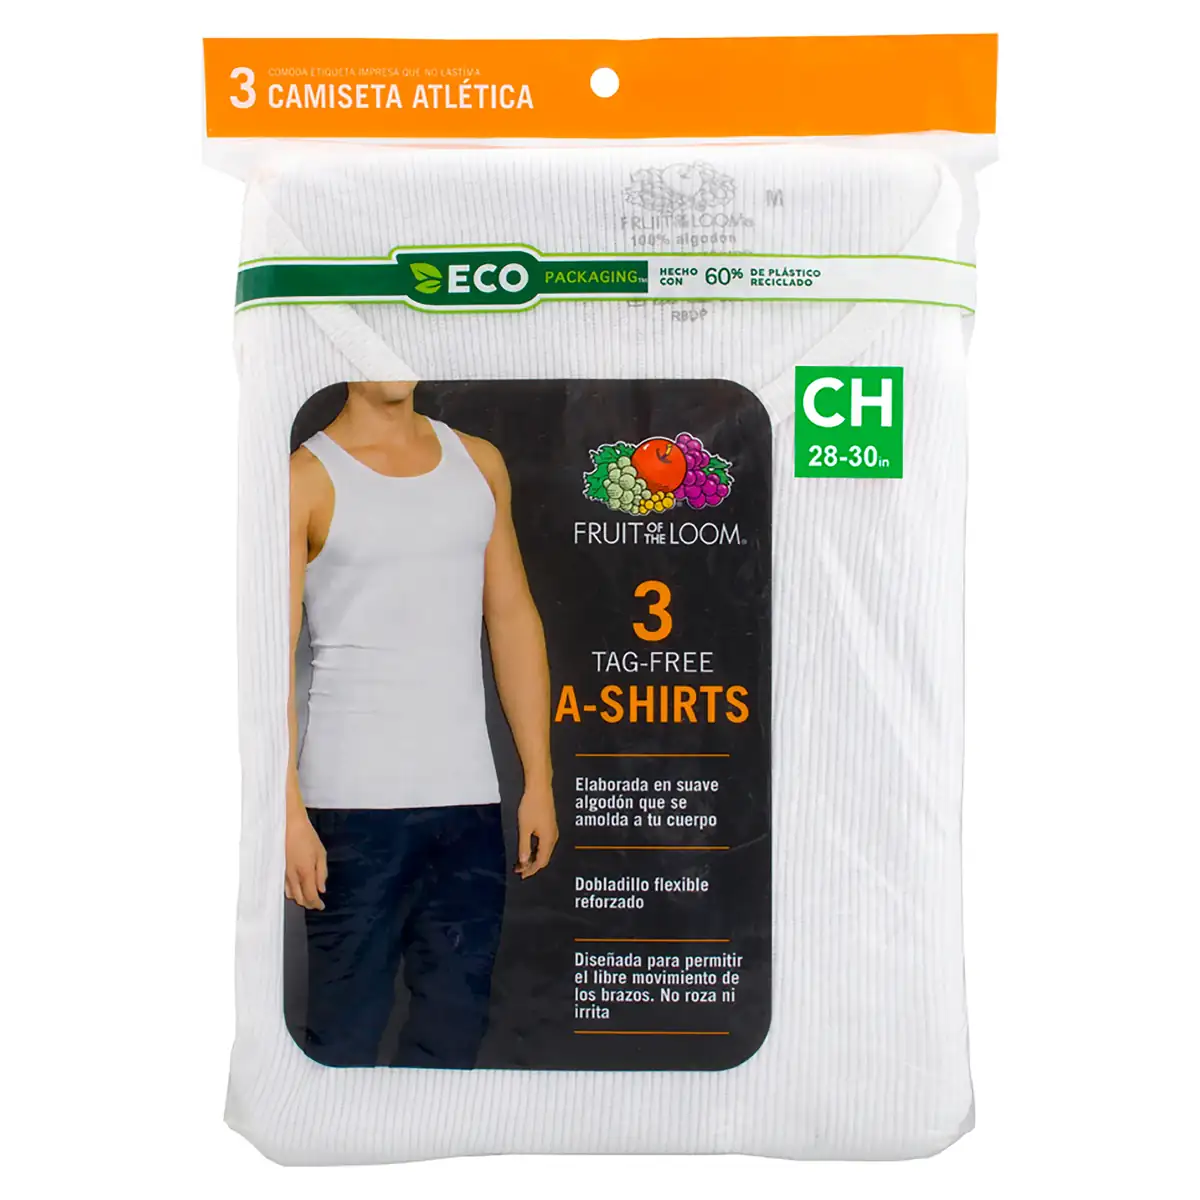 CÓMODA ETIQUETA IMPRESA QUE NO LASTIMA
3 CAMISETA ATLÉTICA
M
FRUIT OF THE LOOM®
100% algodón
ECO PACKAGING™ HECHO CON 60% DE PLÁSTICO RECICLADO
RBDP
CH
28-30in
FRUIT OF THE LOOM®
3
TAG-FREE
A-SHIRTS
Elaborada en suave
algodón que se
amolda a tu cuerpo
Dobladillo flexible
reforzado
Diseñada para permitir
el libre movimiento de
los brazos. No roza ni
irrita